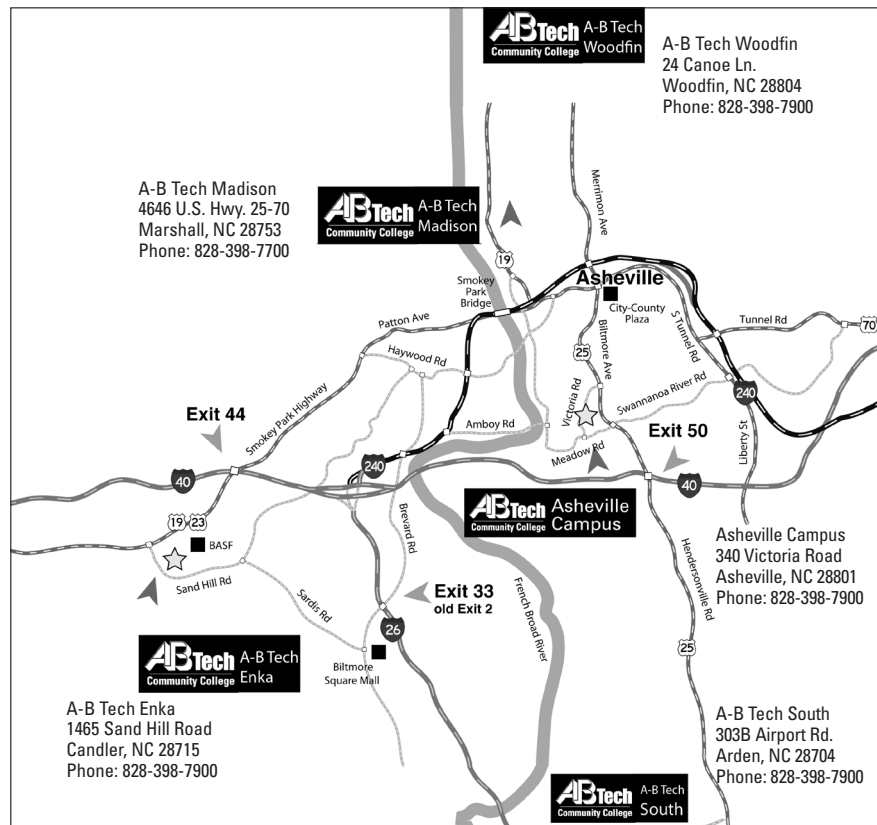 ABTech
Community College
A-B Tech
Woodfin
A-B Tech Woodfin
24 Canoe Ln.
Woodfin, NC 28804
Phone: 828-398-7900
A-B Tech Madison
4646 U.S. Hwy. 25-70
Marshall, NC 28753
Phone: 828-398-7700
ABTech
Community College
A-B Tech
Madison
Merrimon Ave
19
Smokey
Park
Bridge
Asheville
City-County
Plaza
Patton Ave
Haywood Rd
25
Biltmore Ave
S Tunnel Rd
Tunnel Rd
70
Smokey Park Highway
Exit 44
Amboy Rd
Victoria Rd
Swannanoa River Rd
240
Meadow Rd
Exit 50
Liberty St
40
240
40
19
23
BASF
Sand Hill Rd
Brevard Rd
ABTech
Community College
Asheville
Campus
Asheville Campus
340 Victoria Road
Asheville, NC 28801
Phone: 828-398-7900
Sardis Rd
Exit 33
old Exit 2
26
French Broad River
Hendersonville Rd
25
ABTech
Community College
A-B Tech
Enka
Biltmore
Square Mall
A-B Tech Enka
1465 Sand Hill Road
Candler, NC 28715
Phone: 828-398-7900
A-B Tech South
303B Airport Rd.
Arden, NC 28704
Phone: 828-398-7900
ABTech
Community College
A-B Tech
South